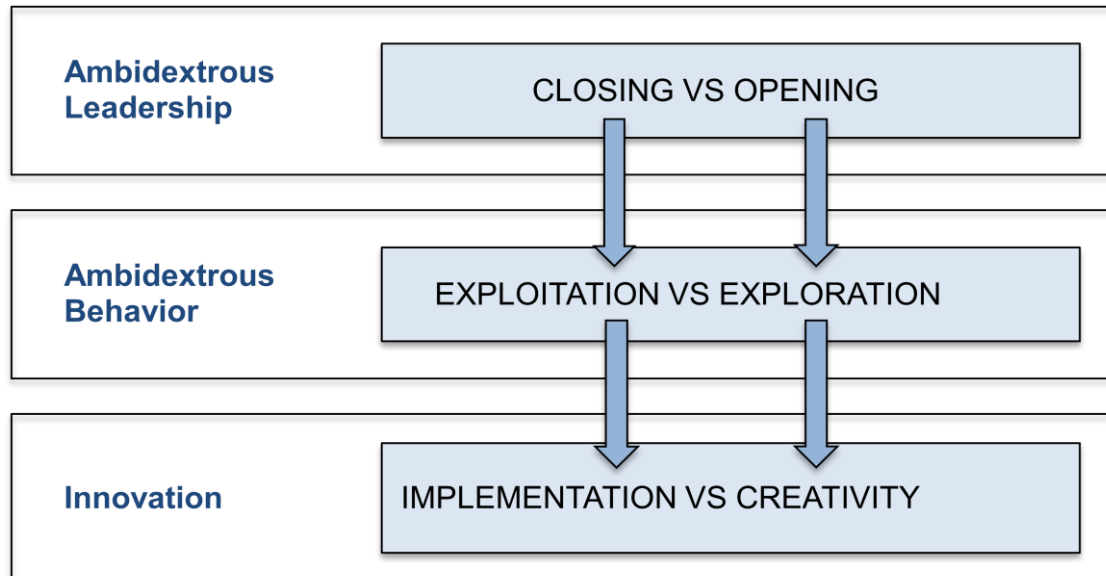 Ambidextrous
Leadership
CLOSING VS OPENING
Ambidextrous
Behavior
EXPLOITATION VS EXPLORATION
Innovation
IMPLEMENTATION VS CREATIVITY